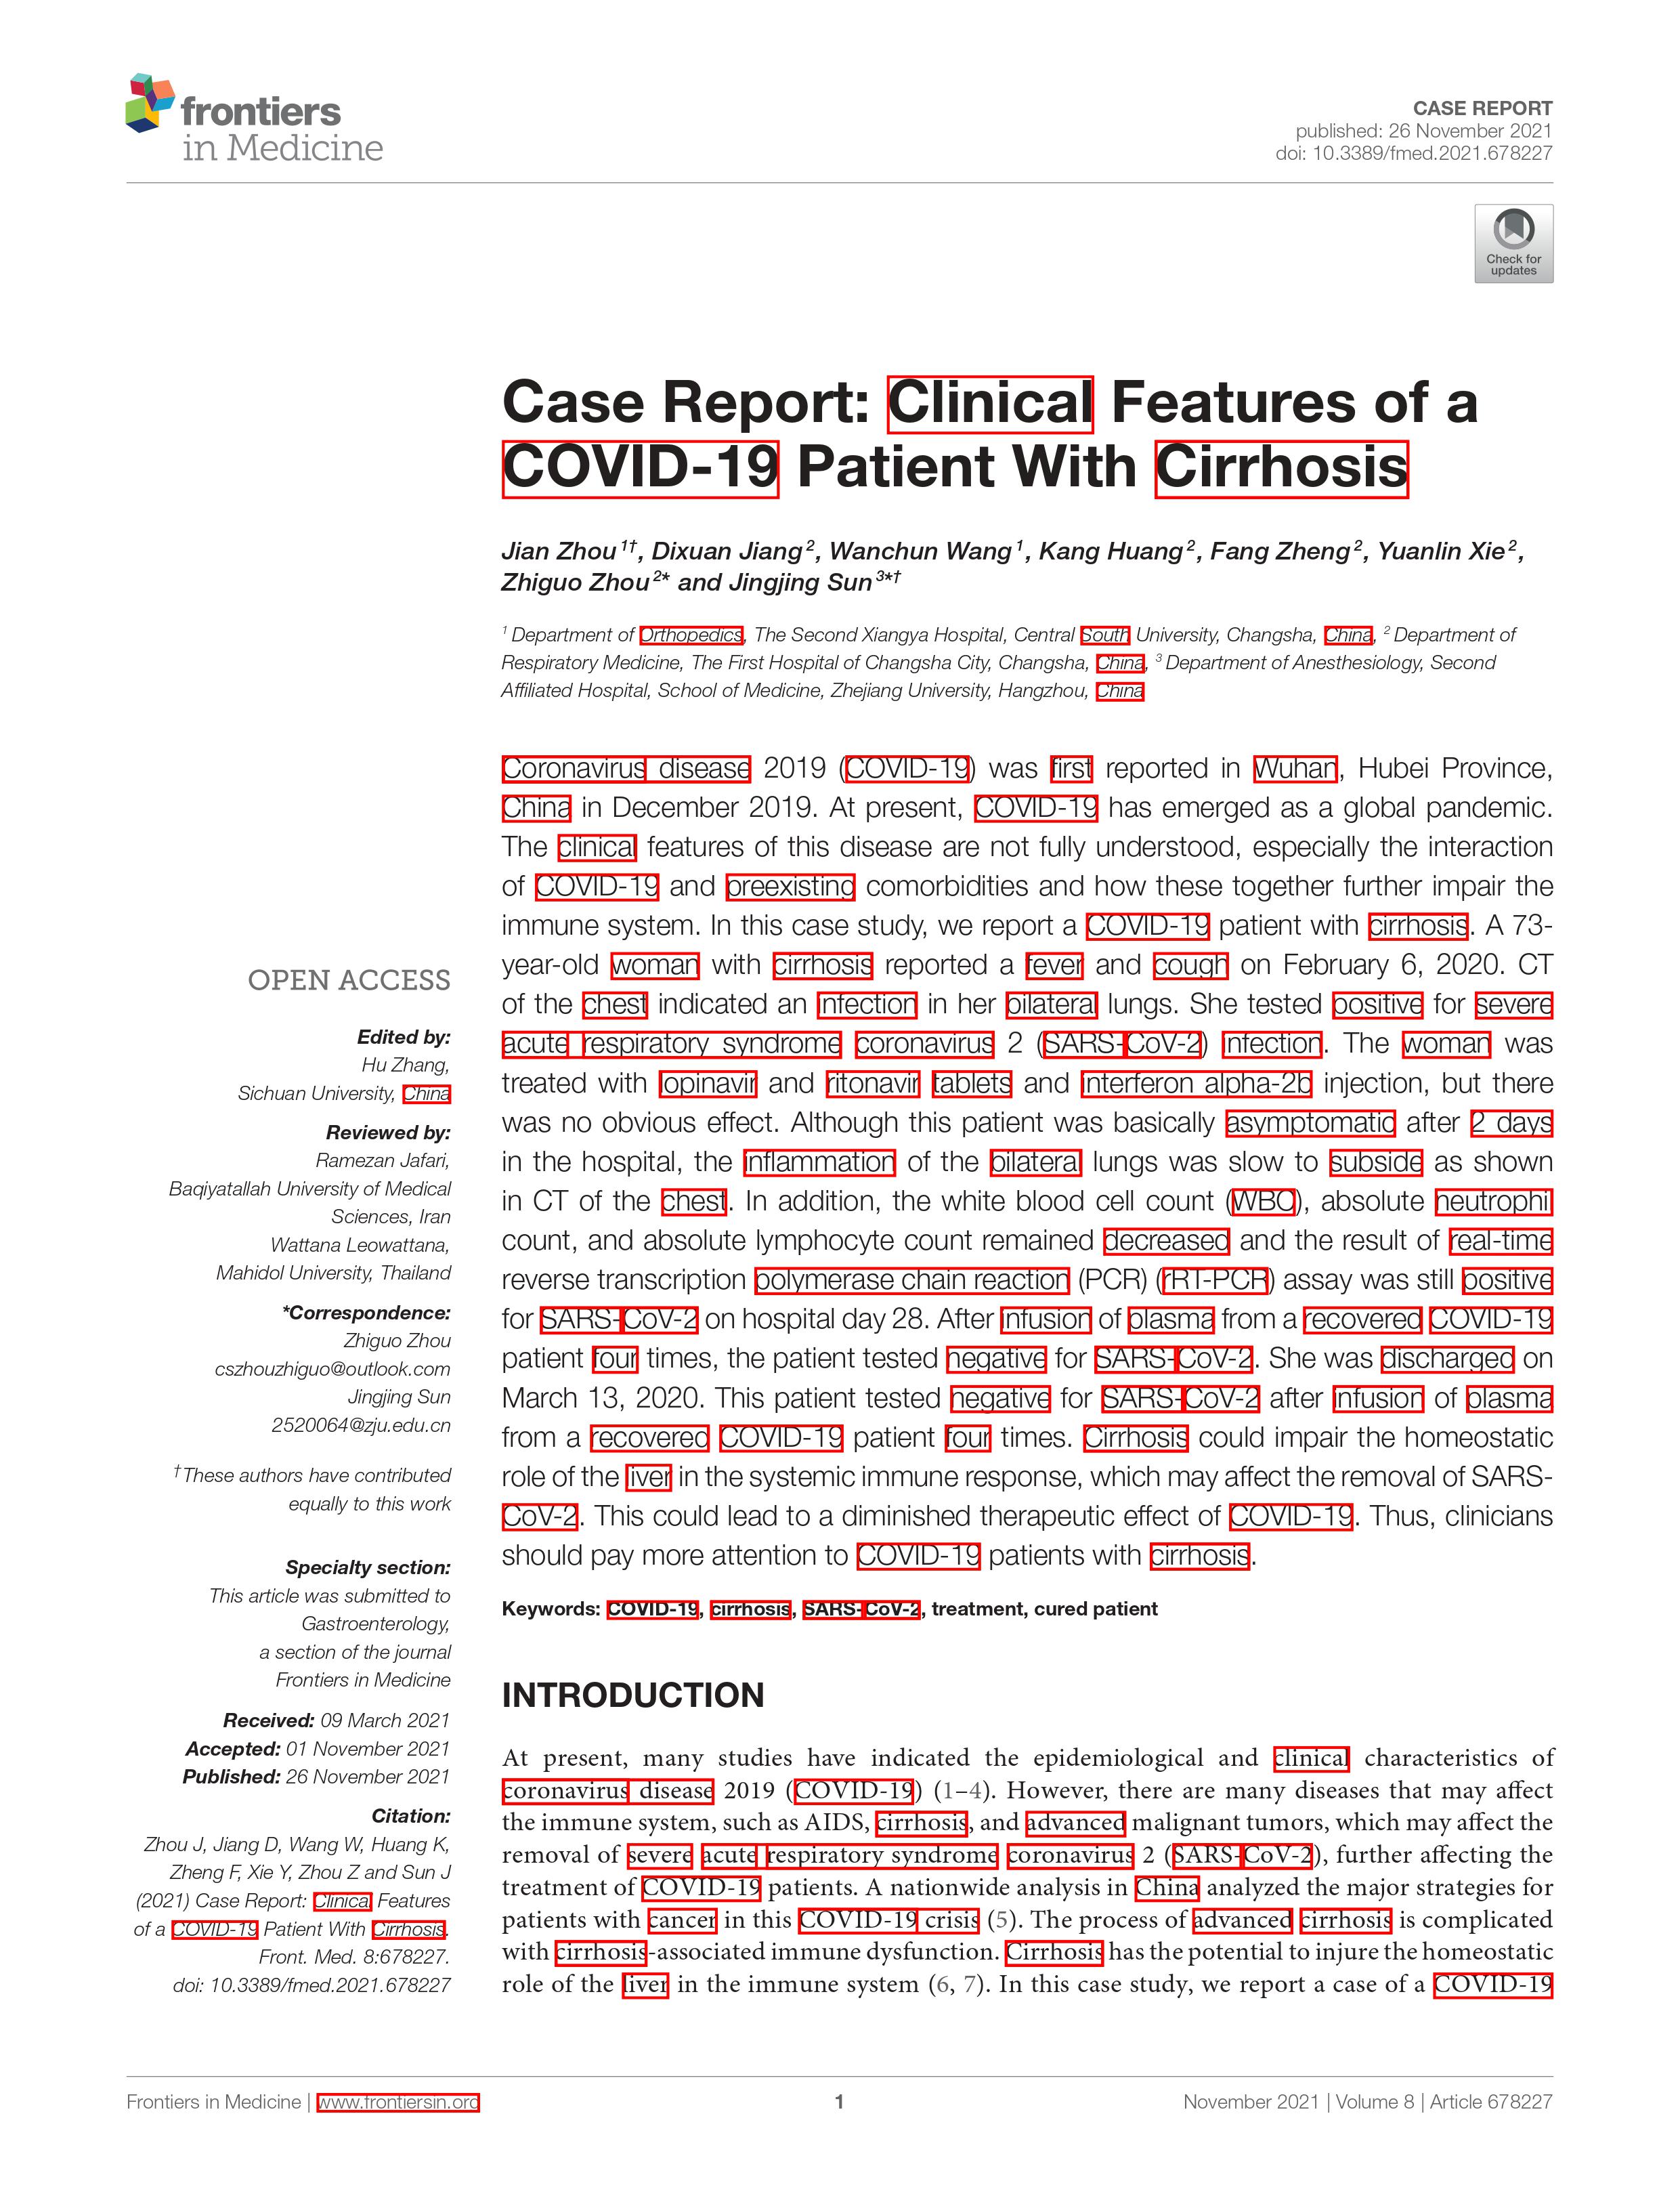 frontiers
in Medicine
CASE REPORT
published: 26 November 2021
doi: 10.3389/fmed.2021.678227
Check for
updates
Case Report: Clinical Features of a
COVID-19 Patient With Cirrhosis
Jian Zhou 1†, Dixuan Jiang 2, Wanchun Wang 1, Kang Huang 2, Fang Zheng 2, Yuanlin Xie 2,
Zhiguo Zhou 2* and Jingjing Sun 3*†
1 Department of Orthopedics, The Second Xiangya Hospital, Central South University, Changsha, China, 2 Department of
Respiratory Medicine, The First Hospital of Changsha City, Changsha, China, 3 Department of Anesthesiology, Second
Affiliated Hospital, School of Medicine, Zhejiang University, Hangzhou, China
Coronavirus disease 2019 (COVID-19) was first reported in Wuhan, Hubei Province,
China in December 2019. At present, COVID-19 has emerged as a global pandemic.
The clinical features of this disease are not fully understood, especially the interaction
of COVID-19 and preexisting comorbidities and how these together further impair the
immune system. In this case study, we report a COVID-19 patient with cirrhosis. A 73-
year-old woman with cirrhosis reported a fever and cough on February 6, 2020. CT
of the chest indicated an infection in her bilateral lungs. She tested positive for severe
acute respiratory syndrome coronavirus 2 (SARS-CoV-2) infection. The woman was
treated with lopinavir and ritonavir tablets and interferon alpha-2b injection, but there
was no obvious effect. Although this patient was basically asymptomatic after 2 days
in the hospital, the inflammation of the bilateral lungs was slow to subside as shown
in CT of the chest. In addition, the white blood cell count (WBC), absolute neutrophil
count, and absolute lymphocyte count remained decreased and the result of real-time
reverse transcription polymerase chain reaction (PCR) (rRT-PCR) assay was still positive
for SARS-CoV-2 on hospital day 28. After infusion of plasma from a recovered COVID-19
patient four times, the patient tested negative for SARS-CoV-2. She was discharged on
March 13, 2020. This patient tested negative for SARS-CoV-2 after infusion of plasma
from a recovered COVID-19 patient four times. Cirrhosis could impair the homeostatic
role of the liver in the systemic immune response, which may affect the removal of SARS-
CoV-2. This could lead to a diminished therapeutic effect of COVID-19. Thus, clinicians
should pay more attention to COVID-19 patients with cirrhosis.
Keywords: COVID-19, cirrhosis, SARS-CoV-2, treatment, cured patient
OPEN ACCESS
Edited by:
Hu Zhang,
Sichuan University, China
Reviewed by:
Ramezan Jafari,
Baqiyatallah University of Medical
Sciences, Iran
Wattana Leowattana,
Mahidol University, Thailand
*Correspondence:
Zhiguo Zhou
cszhouzhiguo@outlook.com
Jingjing Sun
2520064@zju.edu.cn
†These authors have contributed
equally to this work
Specialty section:
This article was submitted to
Gastroenterology,
a section of the journal
Frontiers in Medicine
Received: 09 March 2021
Accepted: 01 November 2021
Published: 26 November 2021
Citation:
Zhou J, Jiang D, Wang W, Huang K,
Zheng F, Xie Y, Zhou Z and Sun J
(2021) Case Report: Clinical Features
of a COVID-19 Patient With Cirrhosis.
Front. Med. 8:678227.
doi: 10.3389/fmed.2021.678227
INTRODUCTION
At present, many studies have indicated the epidemiological and clinical characteristics of
coronavirus disease 2019 (COVID-19) (1–4). However, there are many diseases that may affect
the immune system, such as AIDS, cirrhosis, and advanced malignant tumors, which may affect the
removal of severe acute respiratory syndrome coronavirus 2 (SARS-CoV-2), further affecting the
treatment of COVID-19 patients. A nationwide analysis in China analyzed the major strategies for
patients with cancer in this COVID-19 crisis (5). The process of advanced cirrhosis is complicated
with cirrhosis-associated immune dysfunction. Cirrhosis has the potential to injure the homeostatic
role of the liver in the immune system (6, 7). In this case study, we report a case of a COVID-19
Frontiers in Medicine | www.frontiersin.org
1
November 2021 | Volume 8 | Article 678227